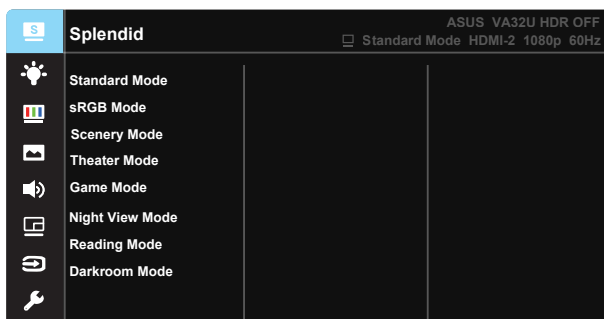 S
Splendid
ASUS VA32U HDR OFF
Standard Mode HDMI-2 1080p 60Hz
Standard Mode
sRGB Mode
Scenery Mode
Theater Mode
Game Mode
Night View Mode
Reading Mode
Darkroom Mode